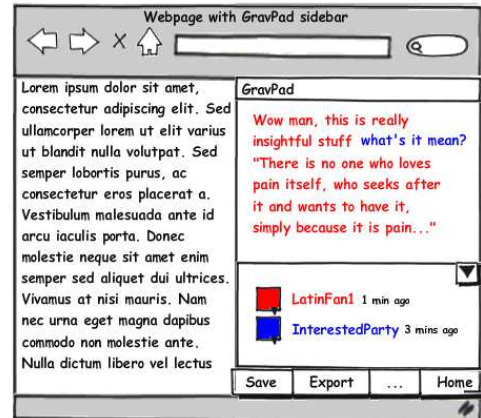 Webpage with GravPad sidebar
X
Lorem ipsum dolor sit amet,
consectetur adipiscing elit. Sed
ullamcorper lorem ut elit varius
ut blandit nulla volutpat. Sed
semper lobortis purus, ac
consectetur eros placerat a.
Vestibulum malesuada ante id
arcu iaculis porta. Donec
molestie neque sit amet enim
semper sed aliquet dui ultrices.
Vivamus at nisi mauris. Nam
nec urna eget magna dapibus
commodo non molestie ante.
Nulla dictum libero vel lectus
GravPad
Wow man, this is really
insightful stuff what's it mean?
"There is no one who loves
pain itself, who seeks after
it and wants to have it,
simply because it is pain..."
LatinFan1 1 min ago
InterestedParty 3 mins ago
Save Export ... Home